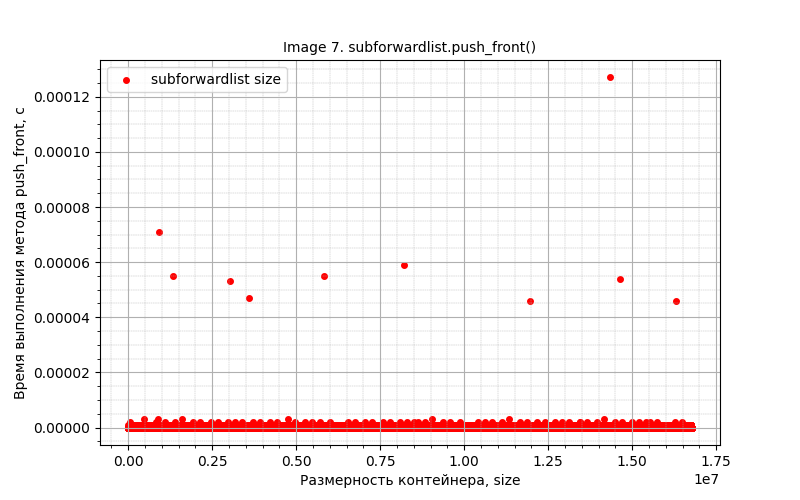 Image 7. subforwardlist.push_front()
subforwardlist size
Время выполнения метода push_front, с
0.00012
0.00010
0.00008
0.00006
0.00004
0.00002
0.00000
0.00 0.25 0.50 0.75 1.00 1.25 1.50 1.75
1e7
Размерность контейнера, size